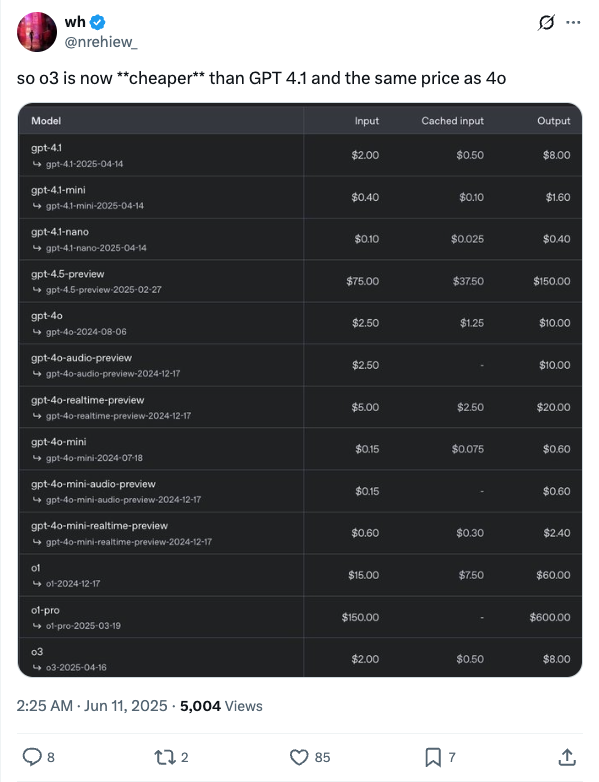 wh
@nrehiew_
so o3 is now **cheaper** than GPT 4.1 and the same price as 4o
Model Input Cached input Output
gpt-4.1
↳ gpt-4.1-2025-04-14 $2.00 $0.50 $8.00
gpt-4.1-mini
↳ gpt-4.1-mini-2025-04-14 $0.40 $0.10 $1.60
gpt-4.1-nano
↳ gpt-4.1-nano-2025-04-14 $0.10 $0.025 $0.40
gpt-4.5-preview
↳ gpt-4.5-preview-2025-02-27 $75.00 $37.50 $150.00
gpt-4o
↳ gpt-4o-2024-08-06 $2.50 $1.25 $10.00
gpt-4o-audio-preview
↳ gpt-4o-audio-preview-2024-12-17 $2.50 - $10.00
gpt-4o-realtime-preview
↳ gpt-4o-realtime-preview-2024-12-17 $5.00 $2.50 $20.00
gpt-4o-mini
↳ gpt-4o-mini-2024-07-18 $0.15 $0.075 $0.60
gpt-4o-mini-audio-preview
↳ gpt-4o-mini-audio-preview-2024-12-17 $0.15 - $0.60
gpt-4o-mini-realtime-preview
↳ gpt-4o-mini-realtime-preview-2024-12-17 $0.60 $0.30 $2.40
o1
↳ o1-2024-12-17 $15.00 $7.50 $60.00
o1-pro
↳ o1-pro-2025-03-19 $150.00 - $600.00
o3
↳ o3-2025-04-16 $2.00 $0.50 $8.00
2:25 AM · Jun 11, 2025 · 5,004 Views
8 2 85 7